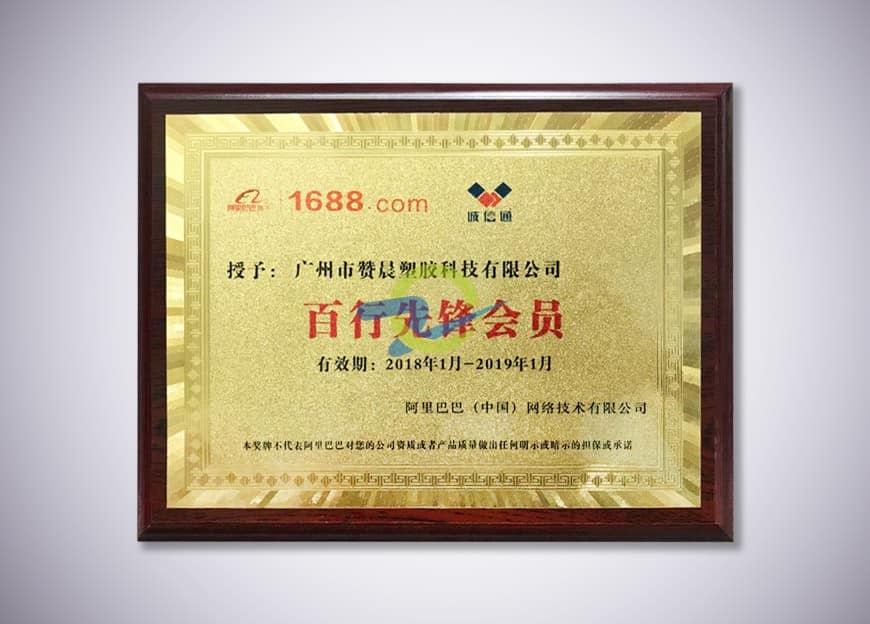 阿里巴巴 1688.com 诚信通
授予：广州市赞晨塑胶科技有限公司
百行先锋会员
有效期：2018年1月-2019年1月
阿里巴巴（中国）网络技术有限公司
本奖牌不代表阿里巴巴对您的公司资质或者产品质量做出任何明示或暗示的担保或承诺